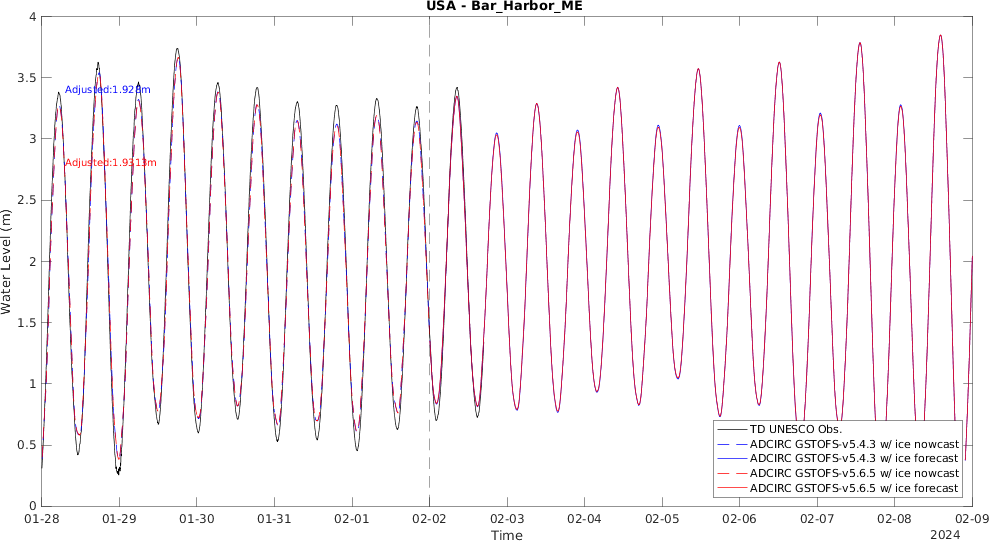 USA - Bar_Harbor_ME
4
3.5
3
2.5
2
1.5
1
0.5
0
Water Level (m)
Adjusted:1.928m
Adjusted:1.9313m
TD UNESCO Obs.
ADCIRC GSTOFS-v5.4.3 w/ ice nowcast
ADCIRC GSTOFS-v5.4.3 w/ ice forecast
ADCIRC GSTOFS-v5.6.5 w/ ice nowcast
ADCIRC GSTOFS-v5.6.5 w/ ice forecast
01-28 01-29 01-30 01-31 02-01 02-02 02-03 02-04 02-05 02-06 02-07 02-08 02-09
Time
2024